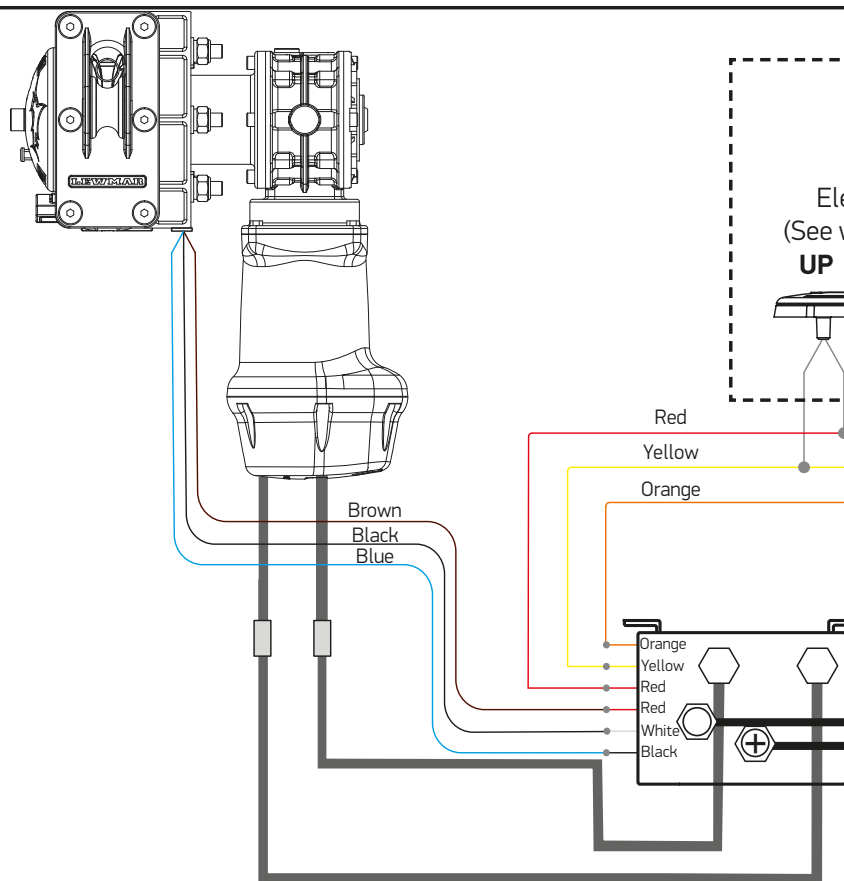 LEWMAR
Ele
(See w
UP
Red
Yellow
Orange
Brown
Black
Blue
Orange
Yellow
Red
Red
White
Black